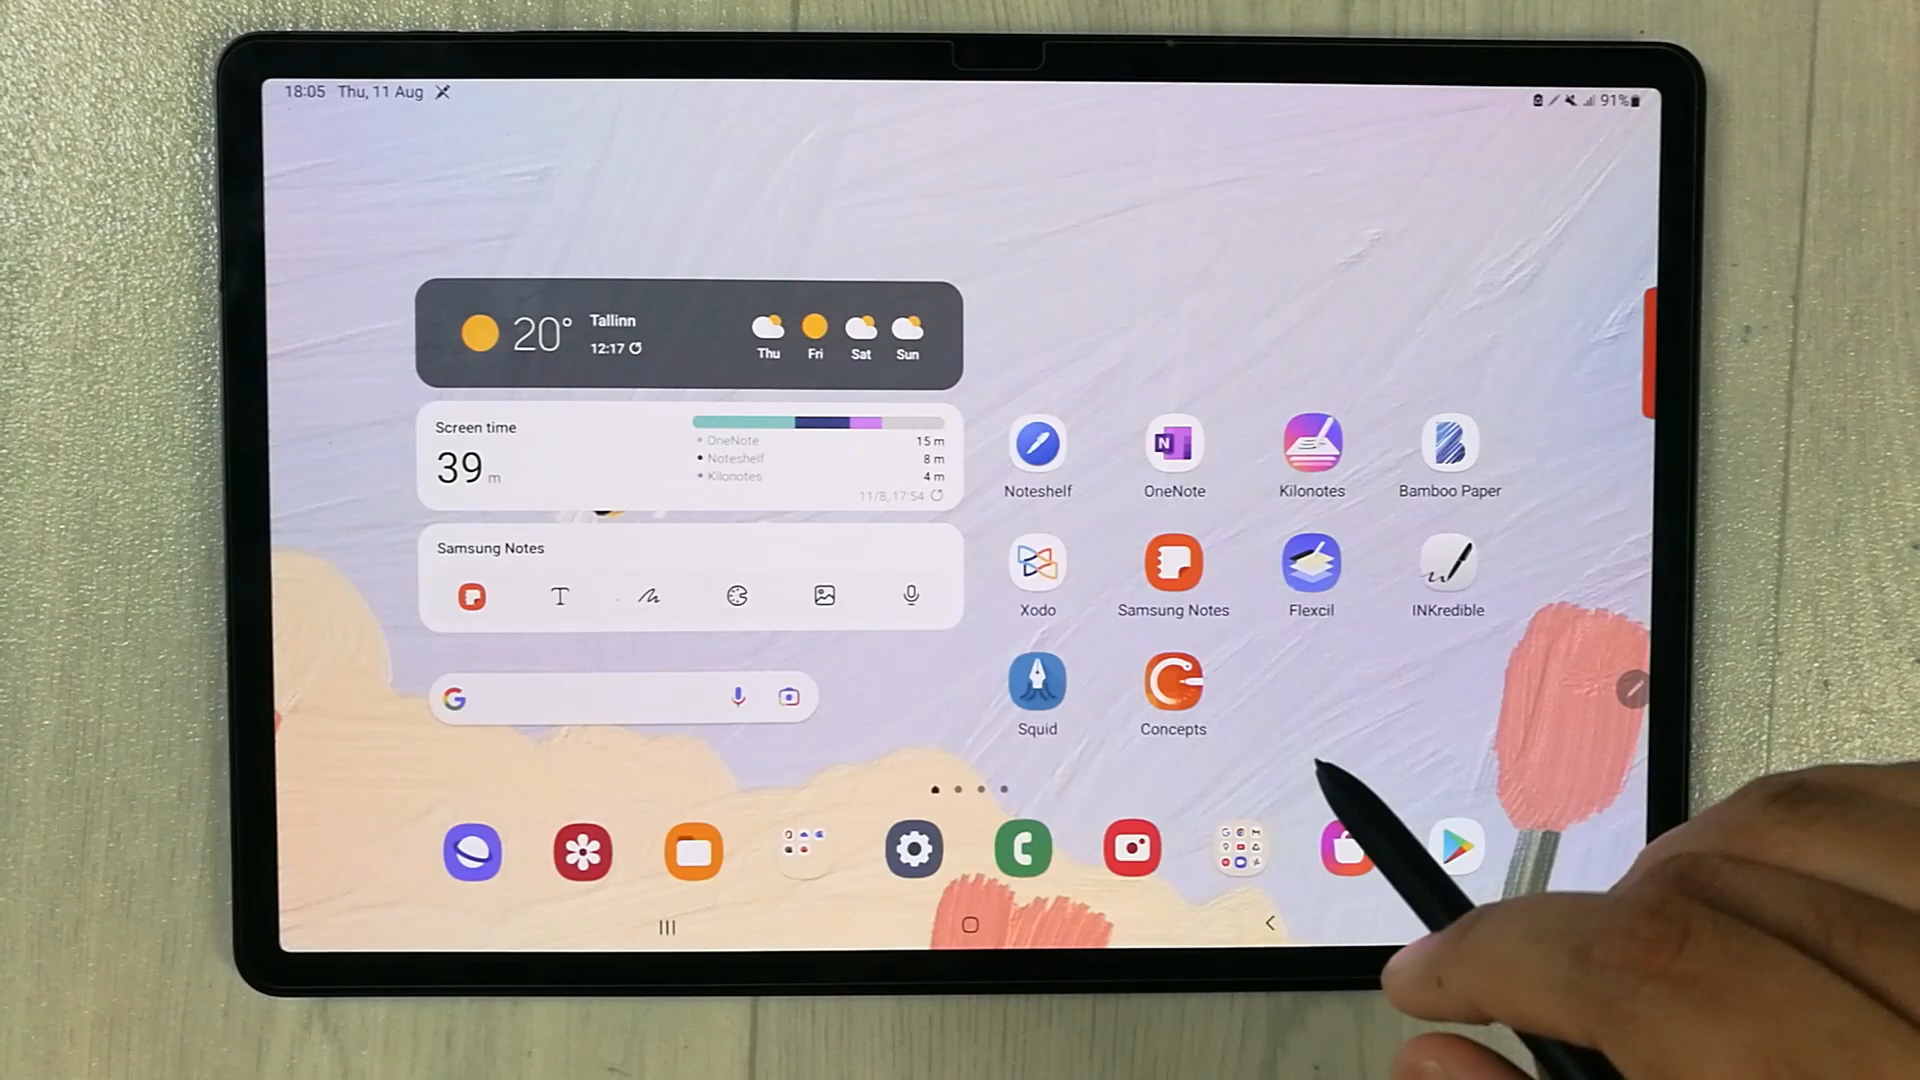 18:05 Thu, 11 Aug
91%
20° Tallinn
12:17
Thu Fri Sat Sun
Screen time
39 m
OneNote 15 m
Noteshelf 8 m
Kilonotes 4 m
11/8, 17:54
Samsung Notes
T
Noteshelf OneNote Kilonotes Bamboo Paper
Xodo Samsung Notes Flexcil INKredible
Squid Concepts